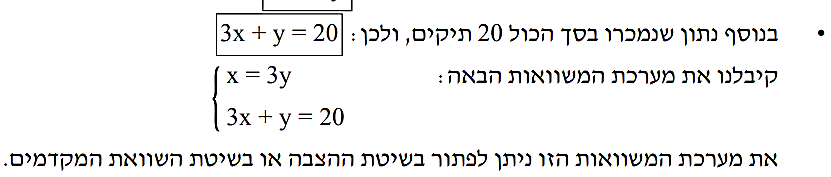 • בנוסף נתון שנמכרו בסך הכול 20 תיקים, ולכן: 3x + y = 20
קיבלנו את מערכת המשוואות הבאה: x = 3y
3x + y = 20
את מערכת המשוואות הזו ניתן לפתור בשיטת ההצבה או בשיטת השוואת המקדמים.